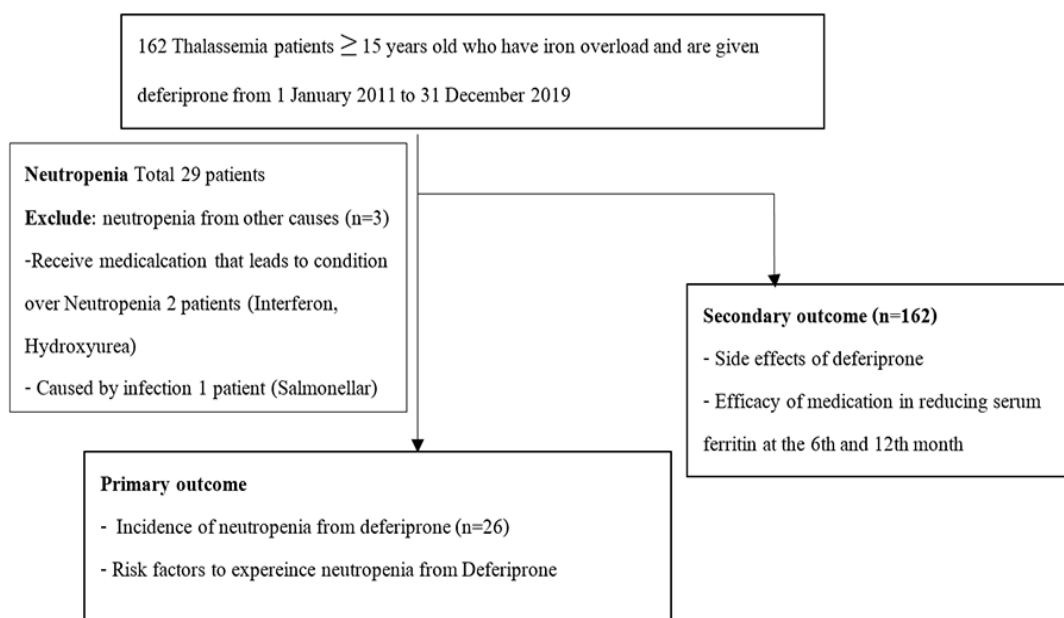 162 Thalassemia patients ≥ 15 years old who have iron overload and are given
deferiprone from 1 January 2011 to 31 December 2019
Neutropenia Total 29 patients
Exclude: neutropenia from other causes (n=3)
-Receive medicalcation that leads to condition
over Neutropenia 2 patients (Interferon,
Hydroxyurea)
- Caused by infection 1 patient (Salmonellar)
Secondary outcome (n=162)
- Side effects of deferiprone
- Efficacy of medication in reducing serum
ferritin at the 6th and 12th month
Primary outcome
- Incidence of neutropenia from deferiprone (n=26)
- Risk factors to expereince neutropenia from Deferiprone